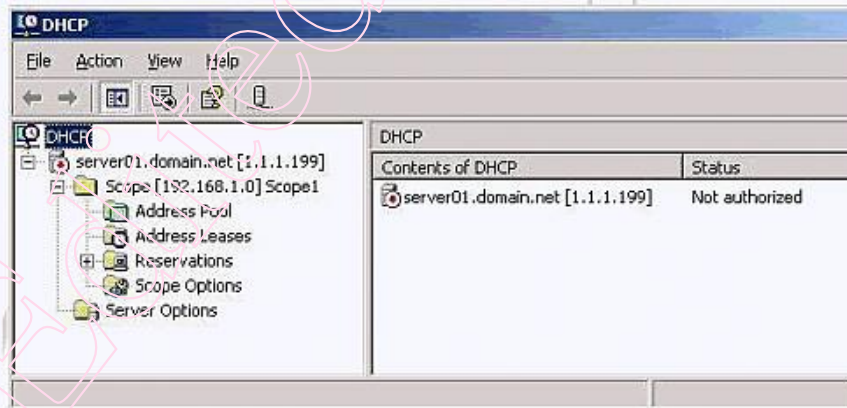 DHCP
File Action View Help
DHCP
server01.domain.net [1.1.1.199]
Scope [192.168.1.0] Scope1
Address Pool
Address Leases
Reservations
Scope Options
Server Options
DHCP
Contents of DHCP Status
server01.domain.net [1.1.1.199] Not authorized